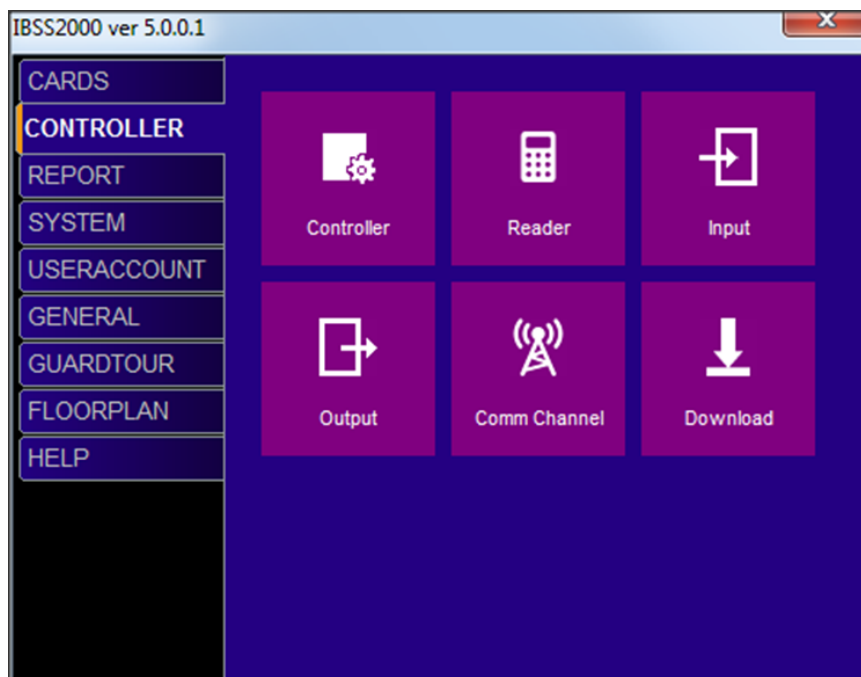 IBSS2000 ver 5.0.0.1
CARDS
CONTROLLER
REPORT
SYSTEM
USERACCOUNT
GENERAL
GUARDTOUR
FLOORPLAN
HELP
Controller
Reader
Input
Output
Comm Channel
Download